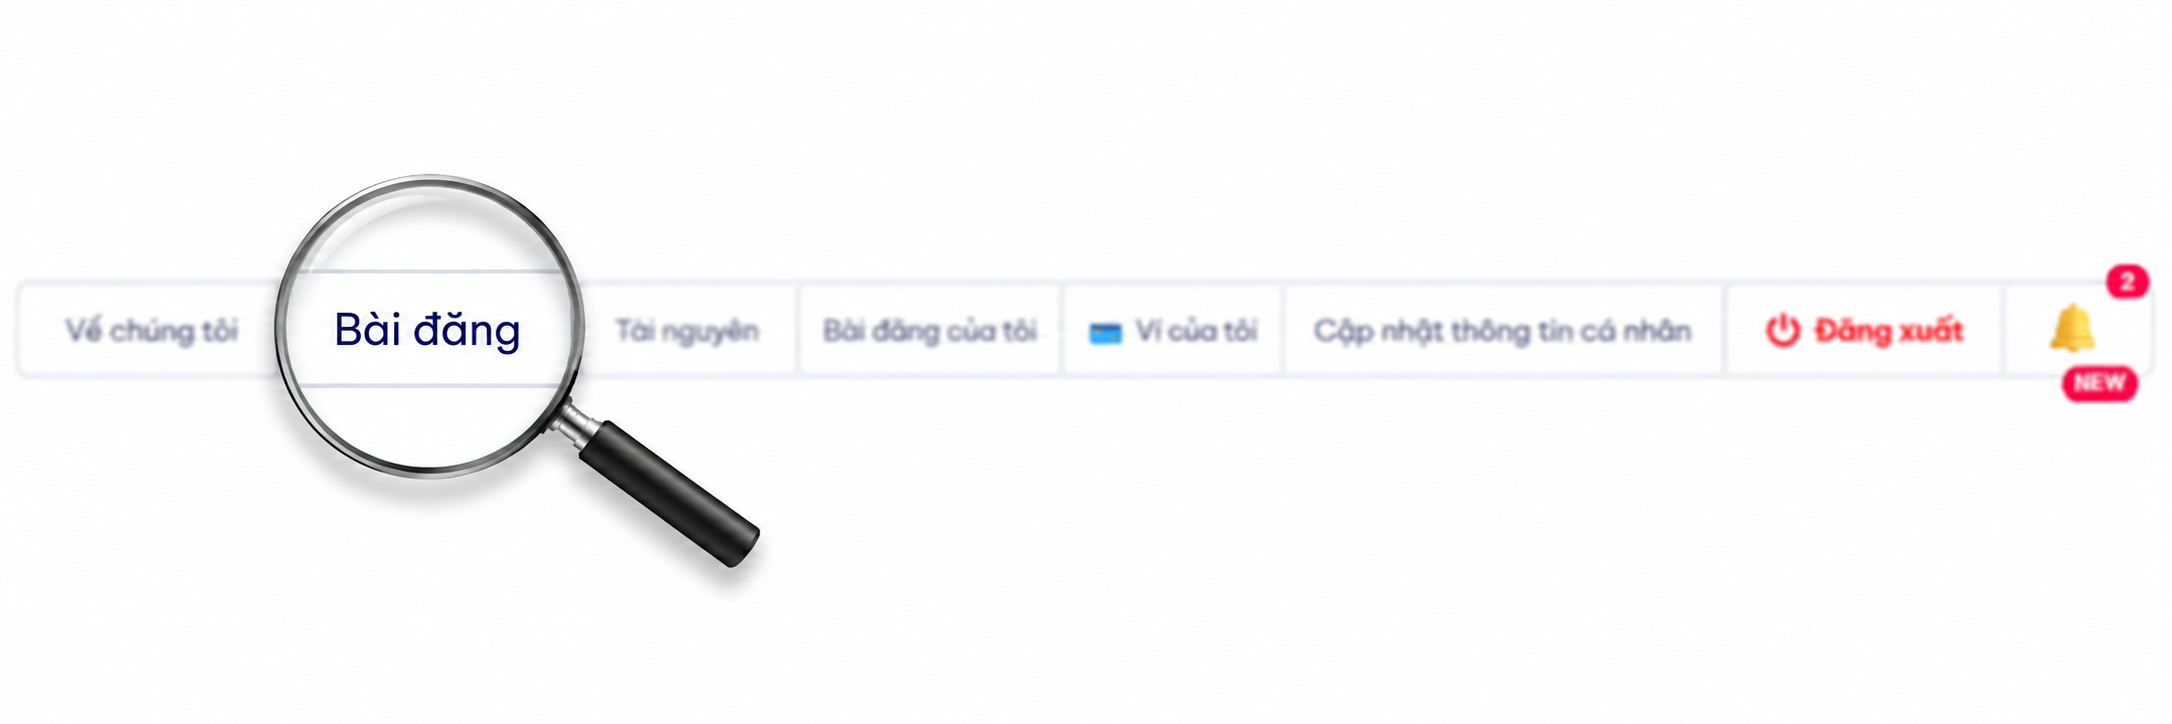 Về chúng tôi
Bài đăng
Tài nguyên
Bài đăng của tôi
Ví của tôi
Cập nhật thông tin cá nhân
Đăng xuất
2
NEW